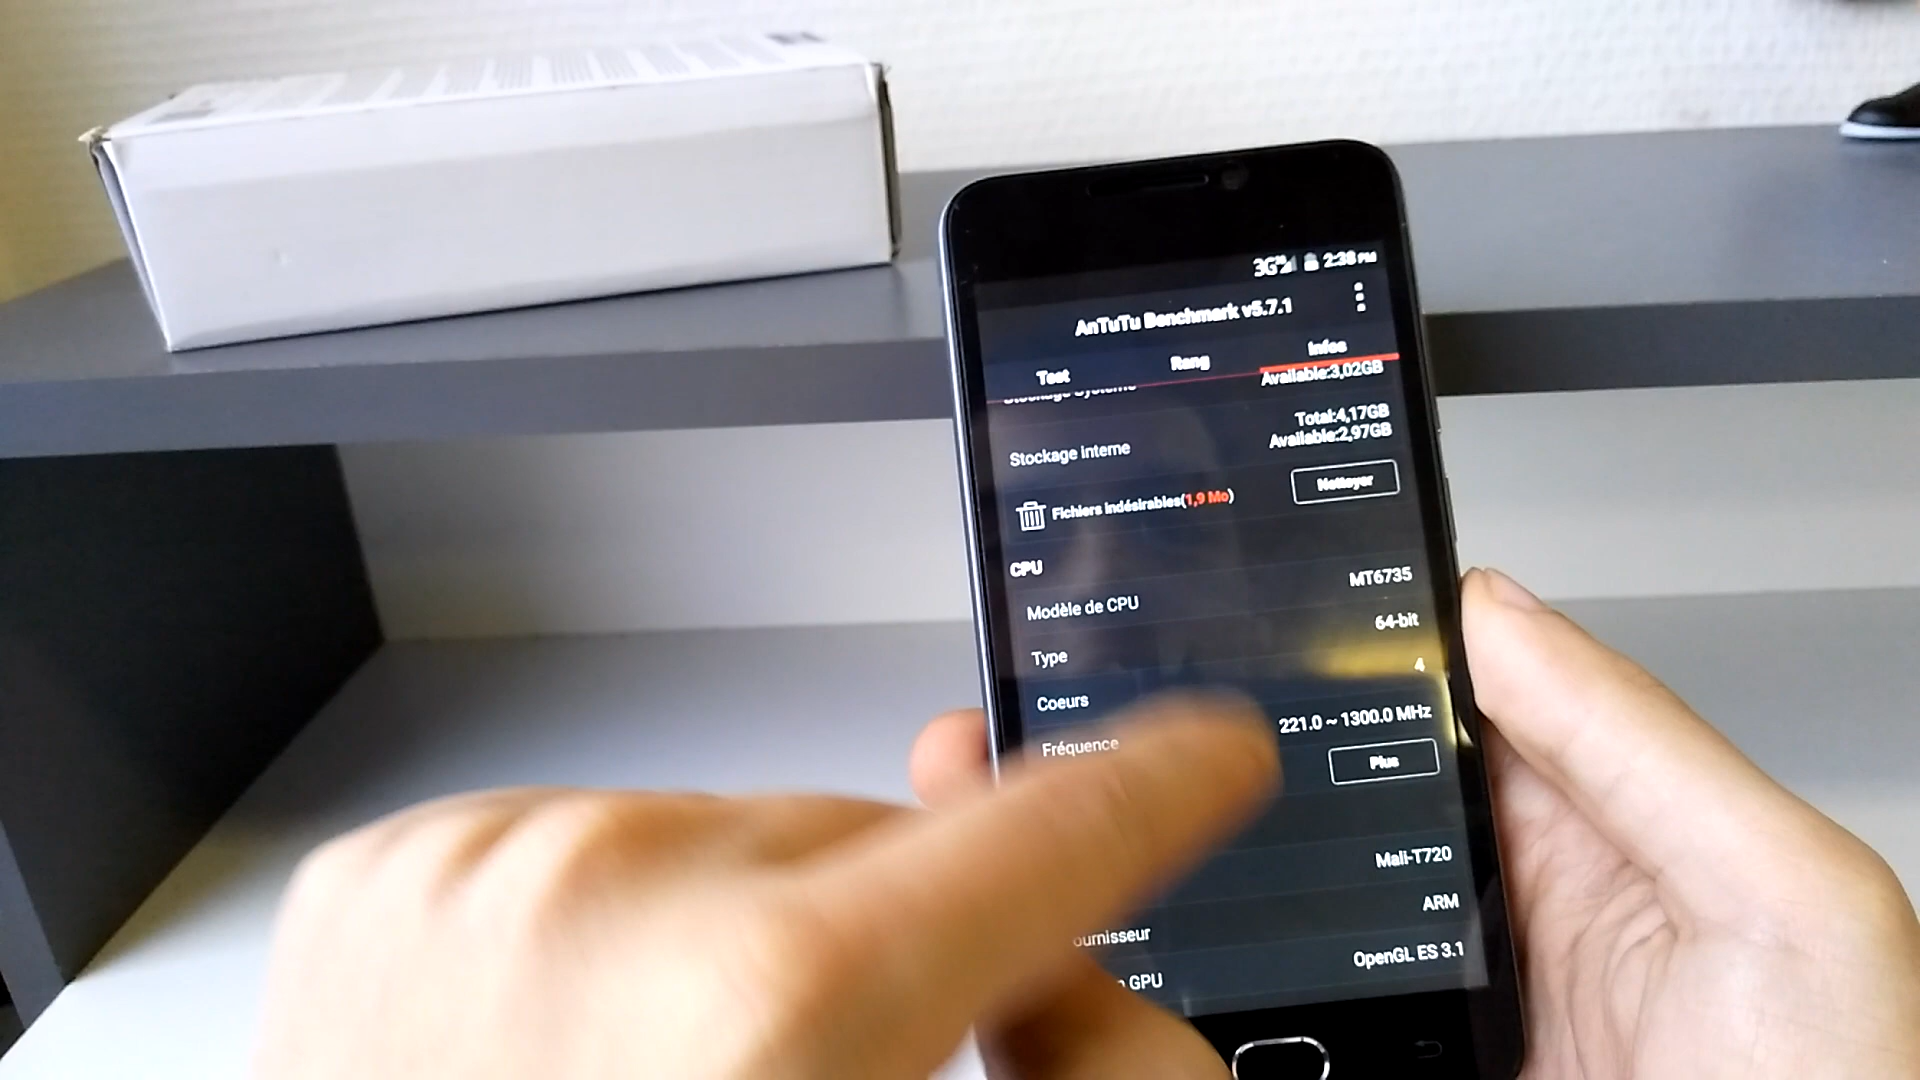 3G 2:38 PM
AnTuTu Benchmark v5.7.1
Test Rang Infos
Stockage Système Available:3,02GB
Total:4,17GB
Stockage interne Available:2,97GB
Fichiers indésirables(1,9 Mo) Nettoyer
CPU
Modèle de CPU MT6735
Type 64-bit
Coeurs 4
Fréquence 221.0 ~ 1300.0 MHz
Plus
Mali-T720
ournisseur ARM
GPU OpenGL ES 3.1